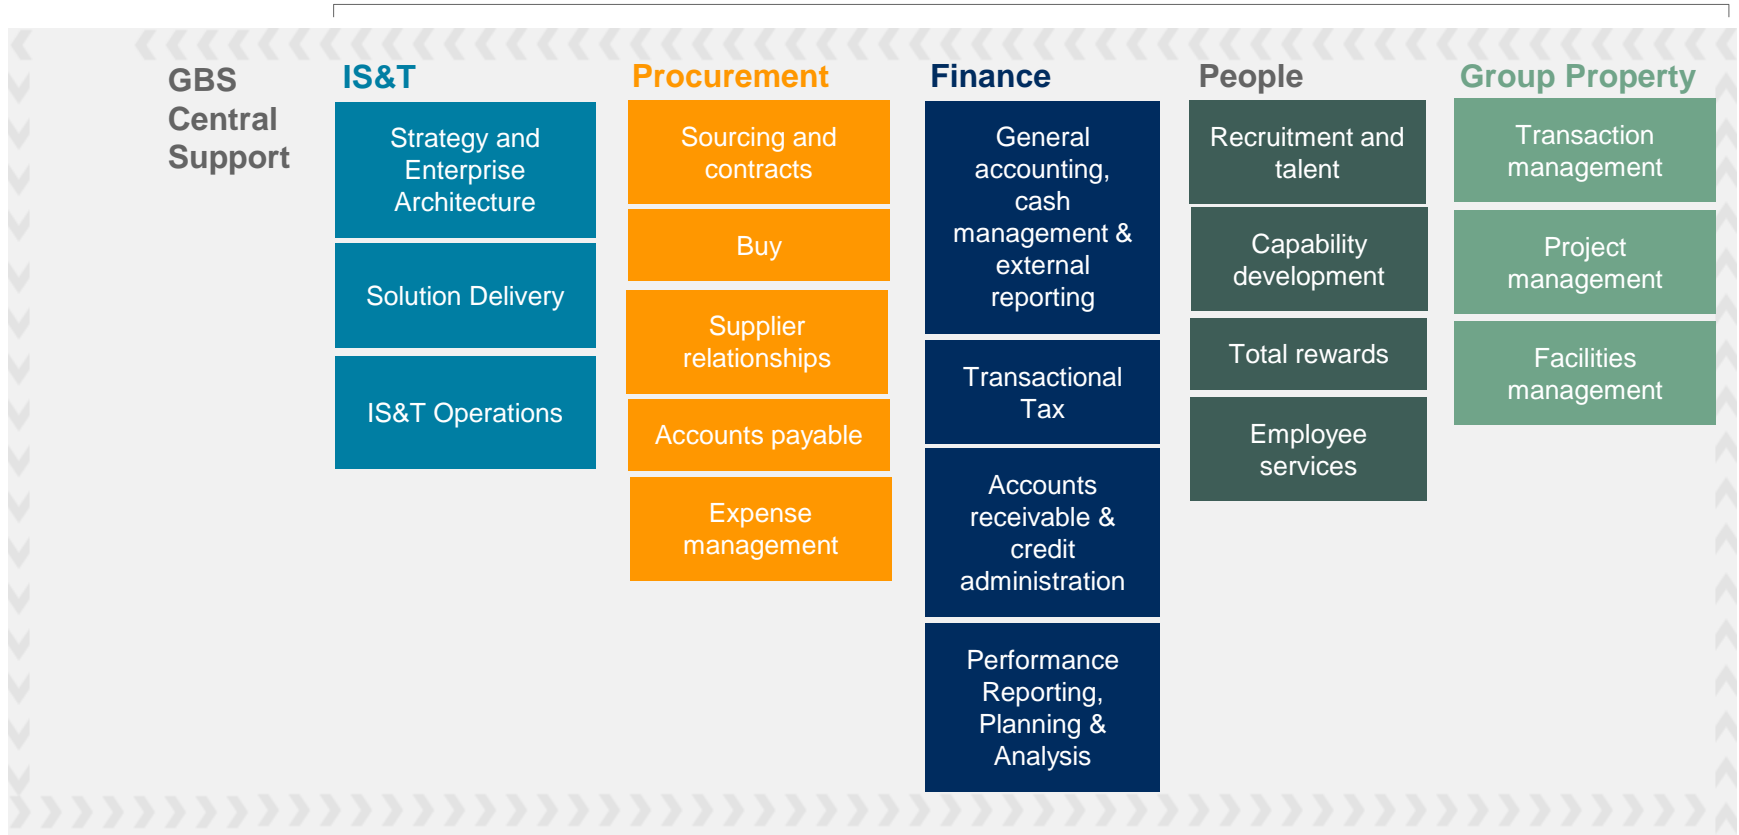 GBS
Central
Support
IS&T
Strategy and
Enterprise
Architecture
Solution Delivery
IS&T Operations
Procurement
Sourcing and
contracts
Buy
Supplier
relationships
Accounts payable
Expense
management
Finance
General
accounting,
cash
management &
external
reporting
Transactional
Tax
Accounts
receivable &
credit
administration
Performance
Reporting,
Planning &
Analysis
People
Recruitment and
talent
Capability
development
Total rewards
Employee
services
Group Property
Transaction
management
Project
management
Facilities
management